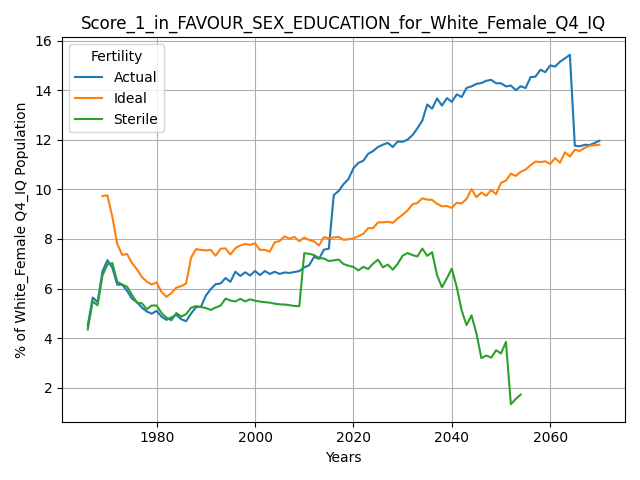 Score_1_in_FAVOUR_SEX_EDUCATION_for_White_Female_Q4_IQ
Fertility
Actual
Ideal
Sterile
% of White_Female Q4_IQ Population
16
14
12
10
8
6
4
2
1980
2000
2020
2040
2060
Years